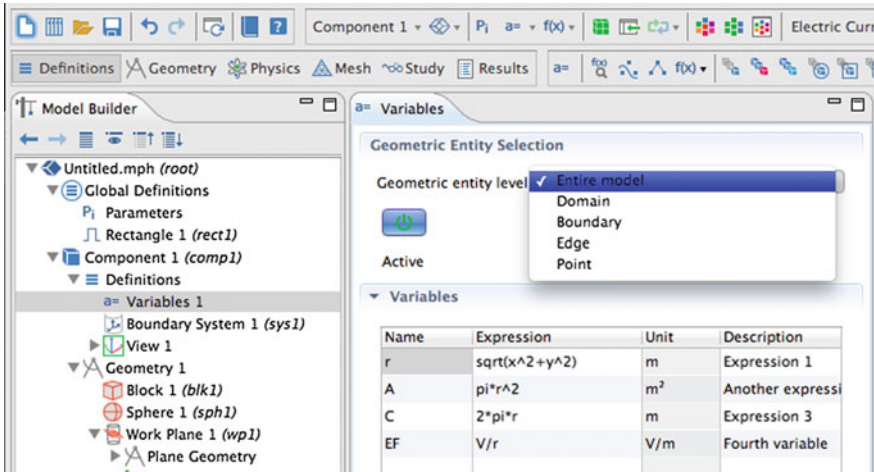 Component 1 Pi a= f(x) Electric Curr
Definitions Geometry Physics Mesh Study Results a= f(x) f(x)
Model Builder
Untitled.mph (root)
Global Definitions
Pi Parameters
Rectangle 1 (rect1)
Component 1 (comp1)
Definitions
a= Variables 1
Boundary System 1 (sys1)
View 1
Geometry 1
Block 1 (blk1)
Sphere 1 (sph1)
Work Plane 1 (wp1)
Plane Geometry
a= Variables
Geometric Entity Selection
Geometric entity level ✓ Entire model
Domain
Boundary
Edge
Point
Active
Variables
Name Expression Unit Description
r sqrt(x^2+y^2) m Expression 1
A pi*r^2 m² Another expressi
C 2*pi*r m Expression 3
EF V/r V/m Fourth variable